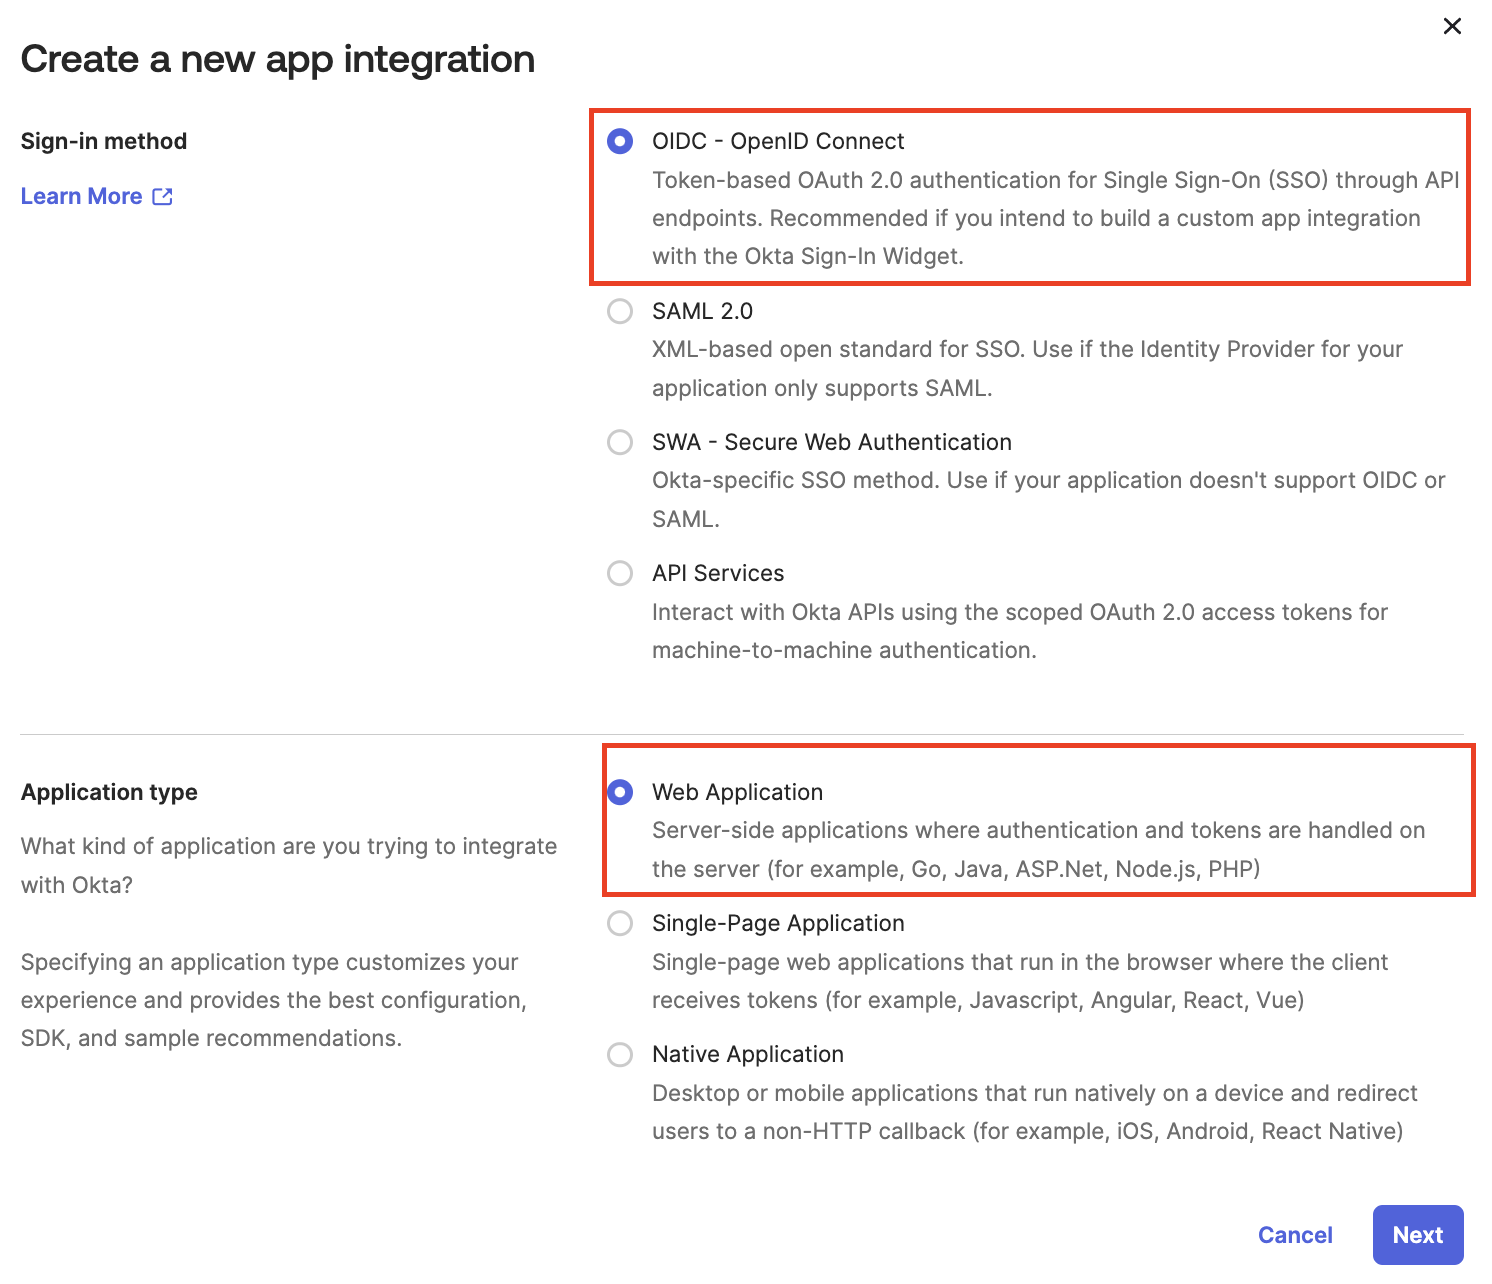 Create a new app integration
Sign-in method
Learn More
OIDC - OpenID Connect
Token-based OAuth 2.0 authentication for Single Sign-On (SSO) through API
endpoints. Recommended if you intend to build a custom app integration
with the Okta Sign-In Widget.
SAML 2.0
XML-based open standard for SSO. Use if the Identity Provider for your
application only supports SAML.
SWA - Secure Web Authentication
Okta-specific SSO method. Use if your application doesn't support OIDC or
SAML.
API Services
Interact with Okta APIs using the scoped OAuth 2.0 access tokens for
machine-to-machine authentication.
Application type
What kind of application are you trying to integrate
with Okta?
Specifying an application type customizes your
experience and provides the best configuration,
SDK, and sample recommendations.
Web Application
Server-side applications where authentication and tokens are handled on
the server (for example, Go, Java, ASP.Net, Node.js, PHP)
Single-Page Application
Single-page web applications that run in the browser where the client
receives tokens (for example, Javascript, Angular, React, Vue)
Native Application
Desktop or mobile applications that run natively on a device and redirect
users to a non-HTTP callback (for example, iOS, Android, React Native)
Cancel
Next